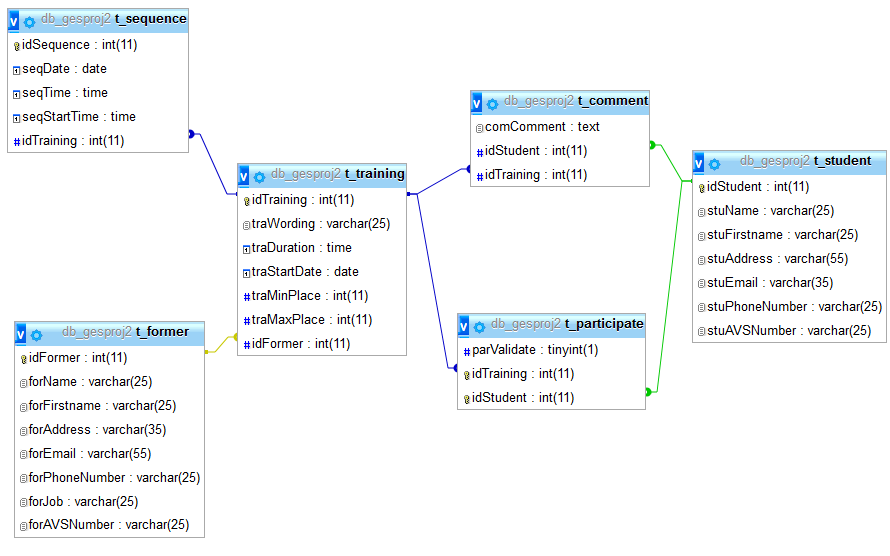 db_gesproj2 t_sequence
idSequence : int(11)
seqDate : date
seqTime : time
seqStartTime : time
idTraining : int(11)
db_gesproj2 t_training
idTraining : int(11)
traWording : varchar(25)
traDuration : time
traStartDate : date
traMinPlace : int(11)
traMaxPlace : int(11)
idFormer : int(11)
db_gesproj2 t_former
idFormer : int(11)
forName : varchar(25)
forFirstname : varchar(25)
forAddress : varchar(35)
forEmail : varchar(55)
forPhoneNumber : varchar(25)
forJob : varchar(25)
forAVSNumber : varchar(25)
db_gesproj2 t_comment
comComment : text
idStudent : int(11)
idTraining : int(11)
db_gesproj2 t_participate
parValidate : tinyint(1)
idTraining : int(11)
idStudent : int(11)
db_gesproj2 t_student
idStudent : int(11)
stuName : varchar(25)
stuFirstname : varchar(25)
stuAddress : varchar(55)
stuEmail : varchar(35)
stuPhoneNumber : varchar(25)
stuAVSNumber : varchar(25)